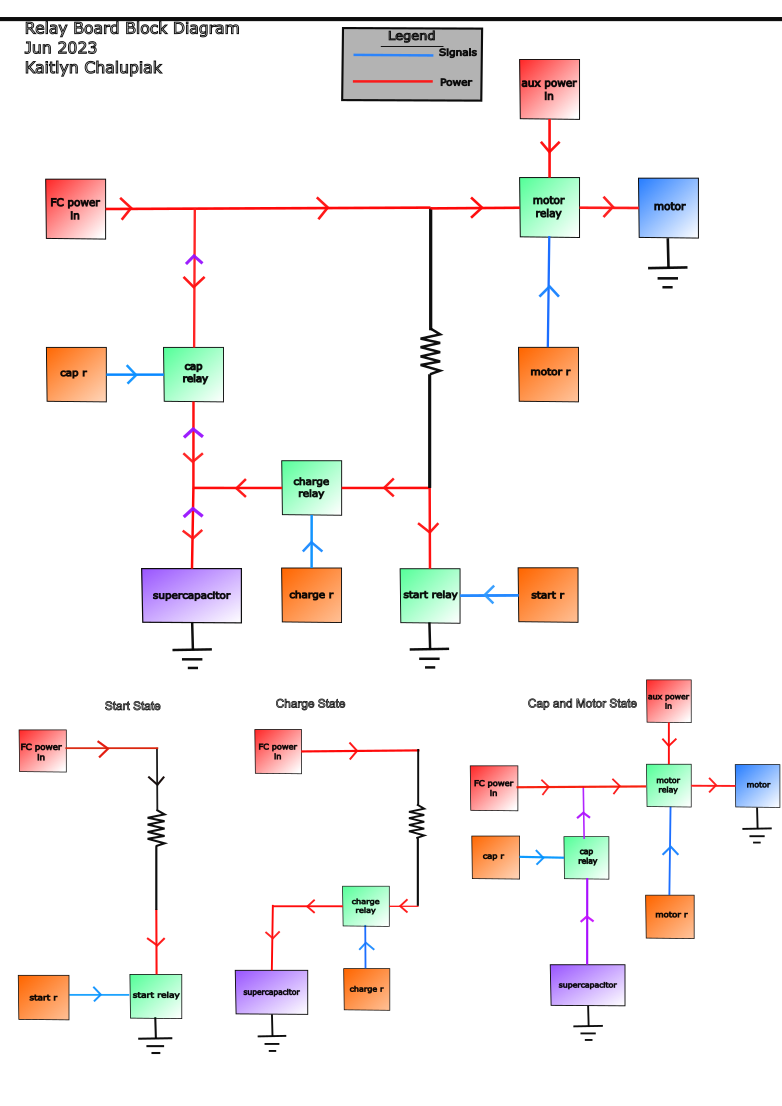 Relay Board Block Diagram
Jun 2023
Kaitlyn Chalupiak
Legend
Signals
Power
aux power
in
FC power
in
motor
relay
motor
cap r
cap
relay
motor r
charge
relay
supercapacitor
charge r
start relay
start r
Start State
Charge State
Cap and Motor State
aux power
in
FC power
in
FC power
in
FC power
in
motor
relay
motor
cap r
cap
relay
charge
relay
motor r
start r
start relay
supercapacitor
charge r
supercapacitor